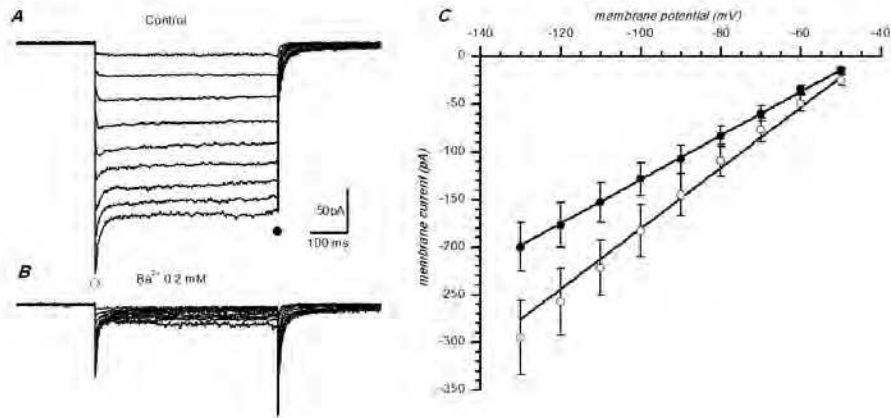 A
Control
50pA
100 ms
B
Ba²⁺ 0.2 mM
C
membrane potential (mV)
-140 -120 -100 -80 -60 -40
0
-50
-100
-150
-200
-250
-300
-350
membrane current (pA)